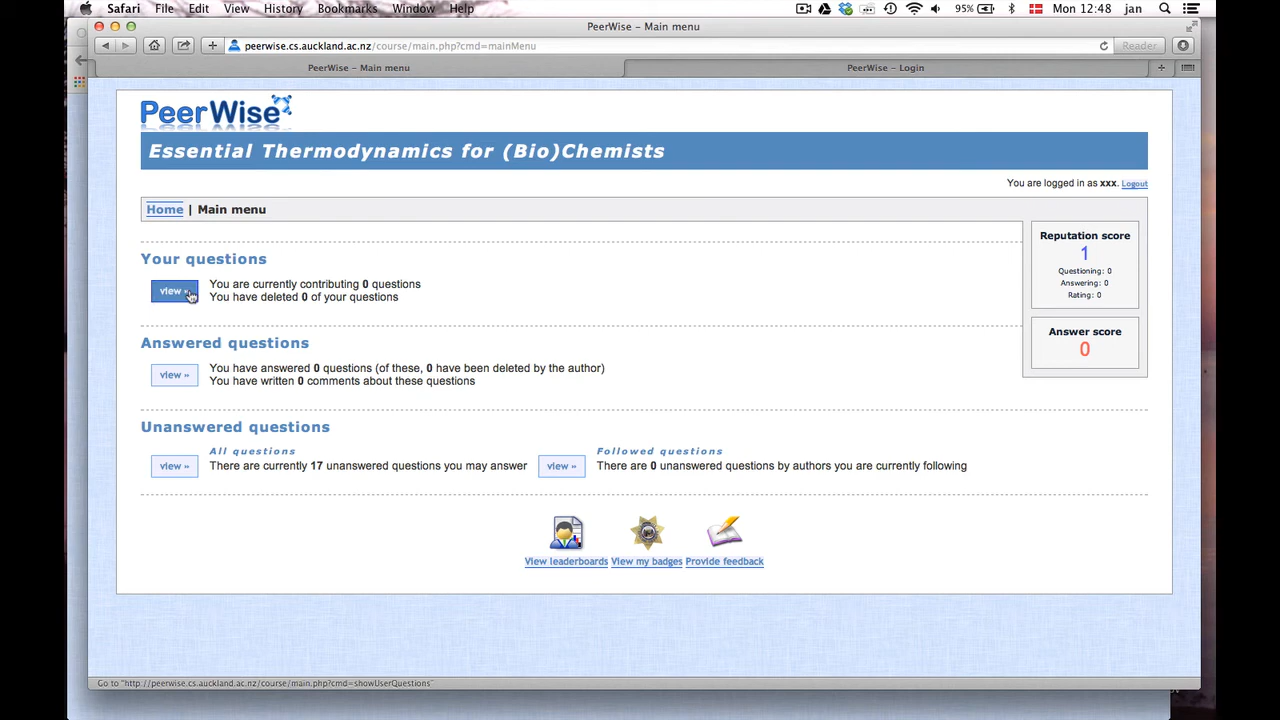 Safari File Edit View History Bookmarks Window Help 95% Mon 12:48 jan
PeerWise – Main menu
peerwise.cs.auckland.ac.nz/course/main.php?cmd=mainMenu Reader
PeerWise – Main menu PeerWise – Login
PeerWise
Essential Thermodynamics for (Bio)Chemists
You are logged in as xxx. Logout
Home | Main menu
Reputation score
1
Questioning: 0
Answering: 0
Rating: 0
Answer score
0
Your questions
view »
You are currently contributing 0 questions
You have deleted 0 of your questions
Answered questions
view »
You have answered 0 questions (of these, 0 have been deleted by the author)
You have written 0 comments about these questions
Unanswered questions
All questions
view » There are currently 17 unanswered questions you may answer
Followed questions
view » There are 0 unanswered questions by authors you are currently following
View leaderboards View my badges Provide feedback
Go to "http://peerwise.cs.auckland.ac.nz/course/main.php?cmd=showUserQuestions"